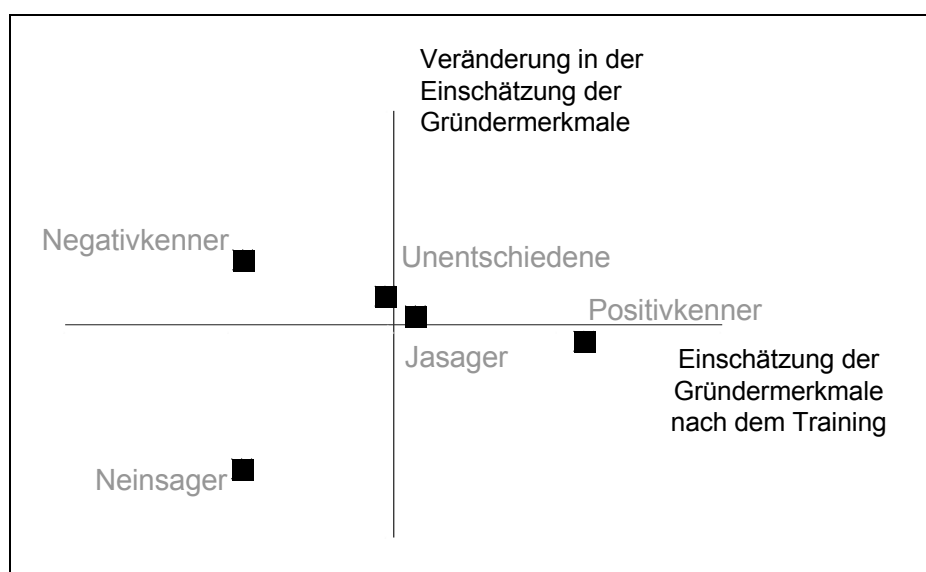 Veränderung in der
Einschätzung der
Gründermerkmale
Negativkenner
Unentschiedene
Positivkenner
Jasager
Einschätzung der
Gründermerkmale
nach dem Training
Neinsager